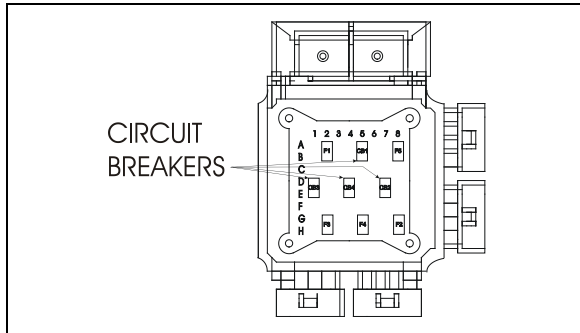 CIRCUIT
BREAKERS
1 2 3 4 5 6 7 8
A
B
C
D
E
F
G
H
F1 CB1 F5
CB3 CB4 CB2
F3 F4 F2